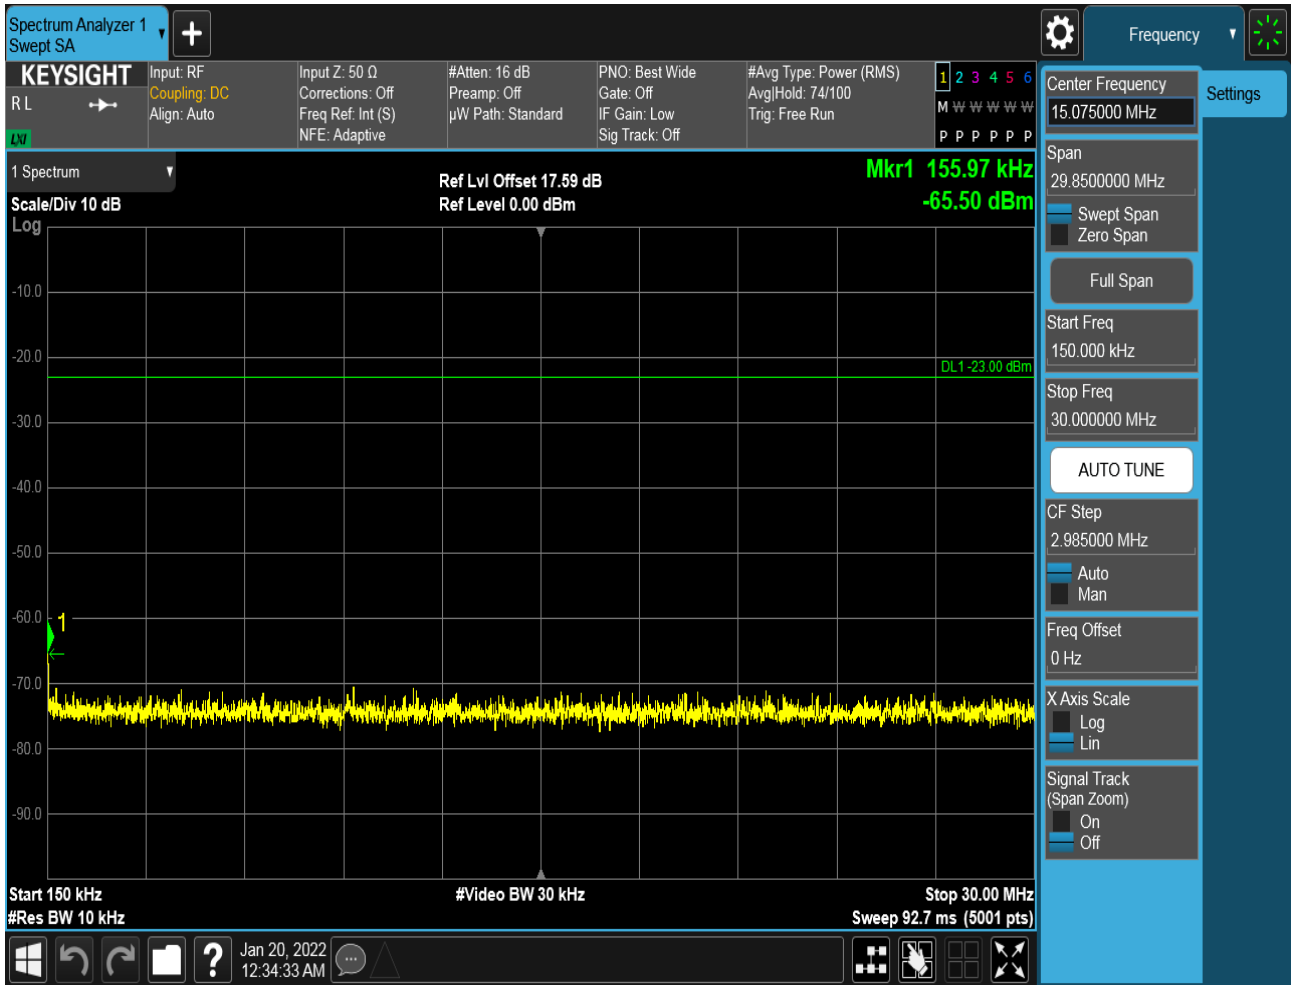 Spectrum Analyzer 1
Swept SA
Frequency
KEYSIGHT
R L
LXI
Input: RF
Coupling: DC
Align: Auto
Input Z: 50 Ω
Corrections: Off
Freq Ref: Int (S)
NFE: Adaptive
#Atten: 16 dB
Preamp: Off
µW Path: Standard
PNO: Best Wide
Gate: Off
IF Gain: Low
Sig Track: Off
#Avg Type: Power (RMS)
Avg|Hold: 74/100
Trig: Free Run
1 2 3 4 5 6
M W W W W W
P P P P P P
1 Spectrum
Scale/Div 10 dB
Log
Ref Lvl Offset 17.59 dB
Ref Level 0.00 dBm
Mkr1 155.97 kHz
-65.50 dBm
-10.0
-20.0
DL1 -23.00 dBm
-30.0
-40.0
-50.0
-60.0
1
-70.0
-80.0
-90.0
Start 150 kHz
#Res BW 10 kHz
#Video BW 30 kHz
Stop 30.00 MHz
Sweep 92.7 ms (5001 pts)
?
Jan 20, 2022
12:34:33 AM
Center Frequency
15.075000 MHz
Settings
Span
29.8500000 MHz
Swept Span
Zero Span
Full Span
Start Freq
150.000 kHz
Stop Freq
30.000000 MHz
AUTO TUNE
CF Step
2.985000 MHz
Auto
Man
Freq Offset
0 Hz
X Axis Scale
Log
Lin
Signal Track
(Span Zoom)
On
Off